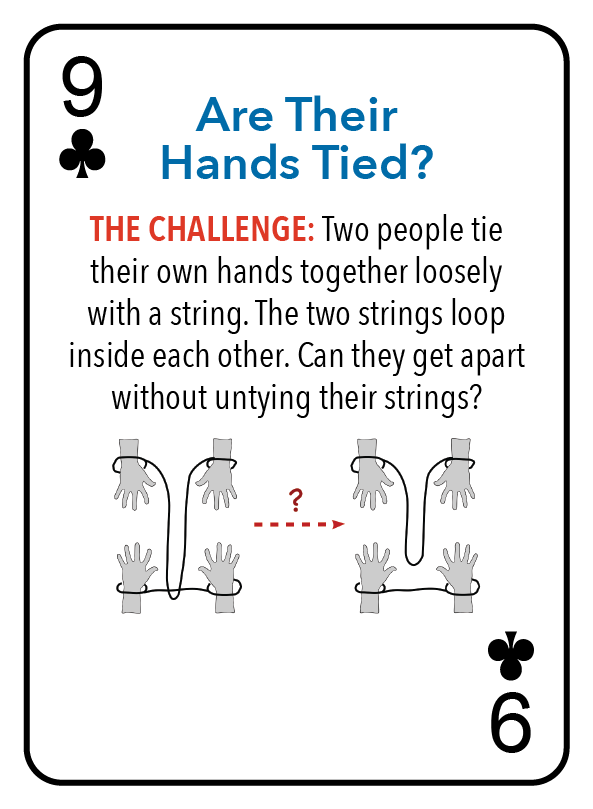 9
Are Their
Hands Tied?
THE CHALLENGE: Two people tie
their own hands together loosely
with a string. The two strings loop
inside each other. Can they get apart
without untying their strings?
?
9